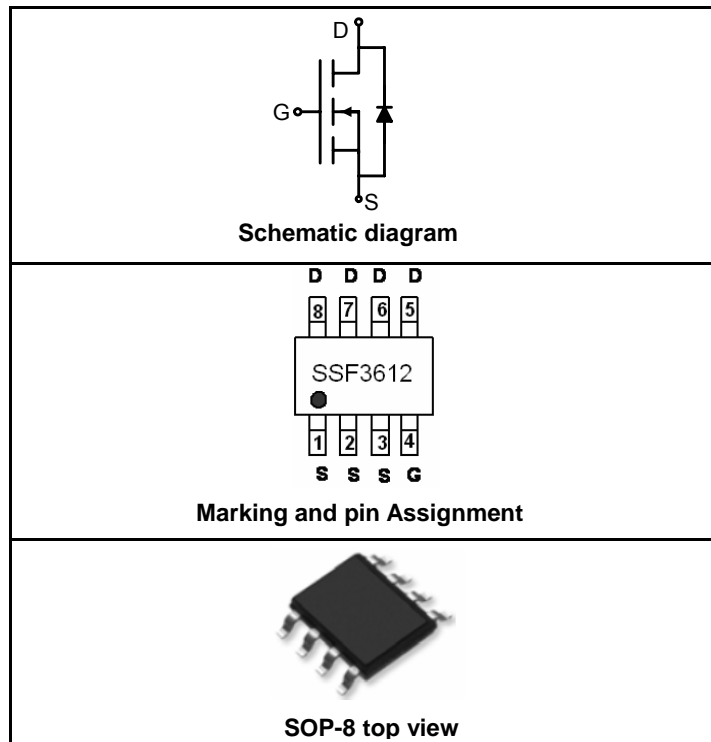 D
G
S
Schematic diagram
D D D D
8 7 6 5
SSF3612
1 2 3 4
S S S G
Marking and pin Assignment
SOP-8 top view